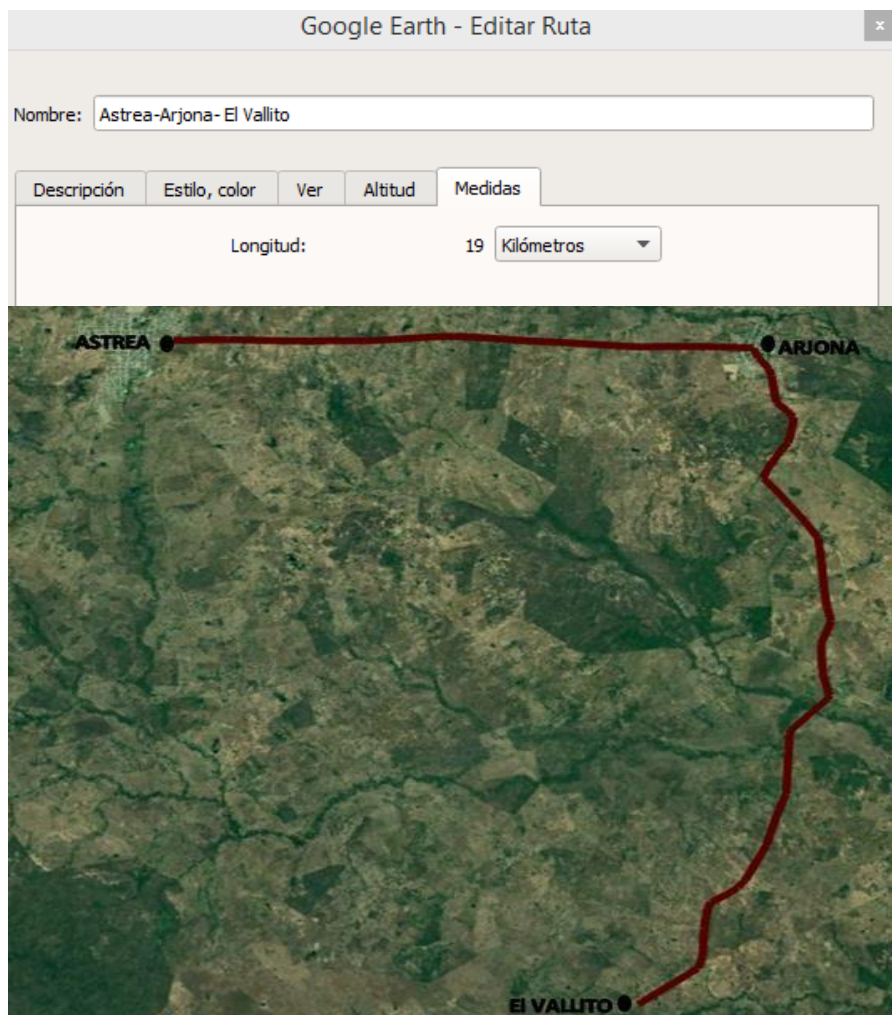 Google Earth - Editar Ruta
x
Nombre: Astrea-Arjona- El Vallito
Descripción Estilo, color Ver Altitud Medidas
Longitud: 19 Kilómetros
ASTREA ARJONA
El VALLITO